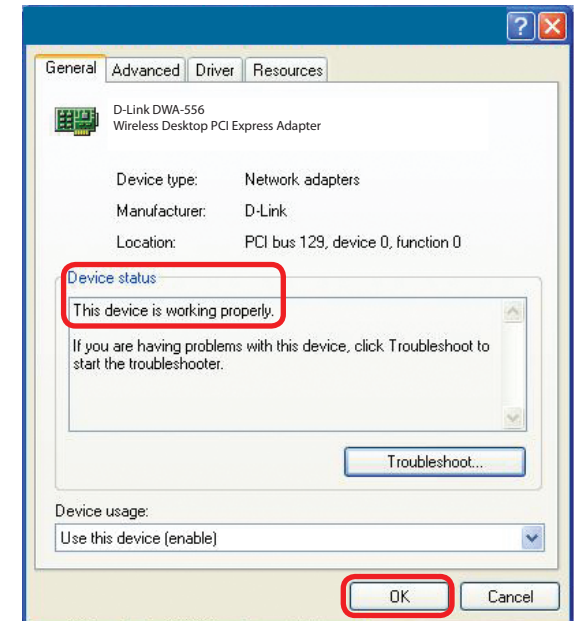 General Advanced Driver Resources
D-Link DWA-556
Wireless Desktop PCI Express Adapter
Device type: Network adapters
Manufacturer: D-Link
Location: PCI bus 129, device 0, function 0
Device status
This device is working properly.
If you are having problems with this device, click Troubleshoot to
start the troubleshooter.
Troubleshoot...
Device usage:
Use this device (enable)
OK Cancel